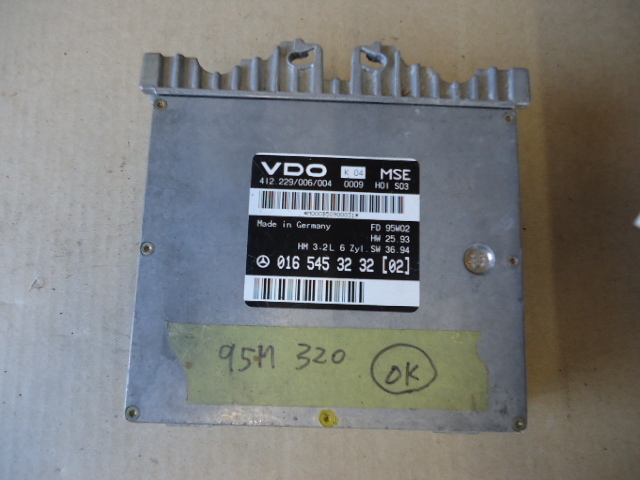 VDO K 04 MSE
412.229/006/004 0009 H01 S03
Made in Germany FD 95W02
HW 25 93
HM 3.2L 6 Zyl. SW 36.94
016 545 32 32 [02]
95M 320 OK